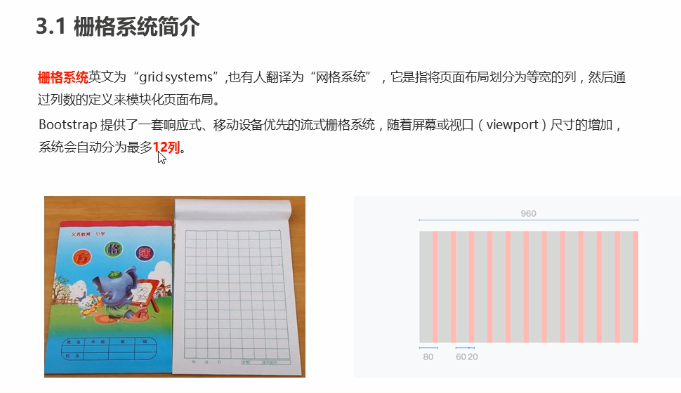 3.1 栅格系统简介
栅格系统英文为“grid systems”,也有人翻译为“网格系统”，它是指将页面布局划分为等宽的列，然后通
过列数的定义来模块化页面布局。
Bootstrap 提供了一套响应式、移动设备优先的流式栅格系统，随着屏幕或视口（viewport）尺寸的增加，
系统会自动分为最多12列。
960
80
60 20